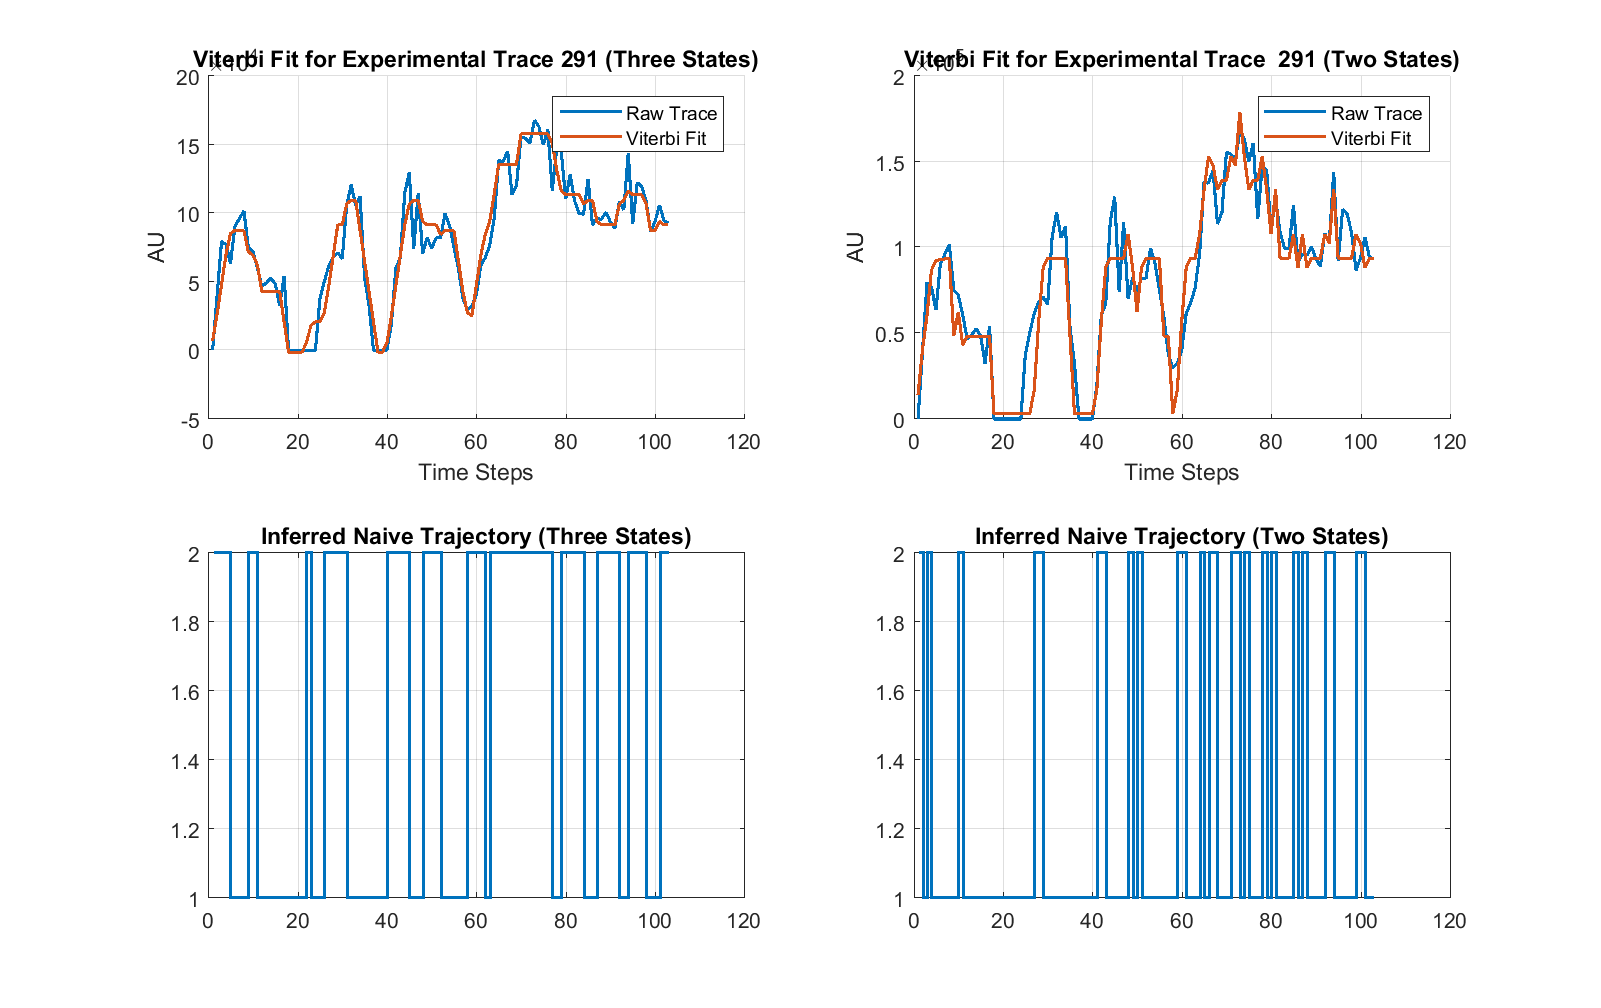 Viterbi Fit for Experimental Trace 291 (Three States)
×10^4
20
15
10
5
0
-5
AU
Raw Trace
Viterbi Fit
0 20 40 60 80 100 120
Time Steps
Viterbi Fit for Experimental Trace 291 (Two States)
×10^5
2
1.5
1
0.5
0
AU
Raw Trace
Viterbi Fit
0 20 40 60 80 100 120
Time Steps
Inferred Naive Trajectory (Three States)
2
1.8
1.6
1.4
1.2
1
0 20 40 60 80 100 120
Inferred Naive Trajectory (Two States)
2
1.8
1.6
1.4
1.2
1
0 20 40 60 80 100 120